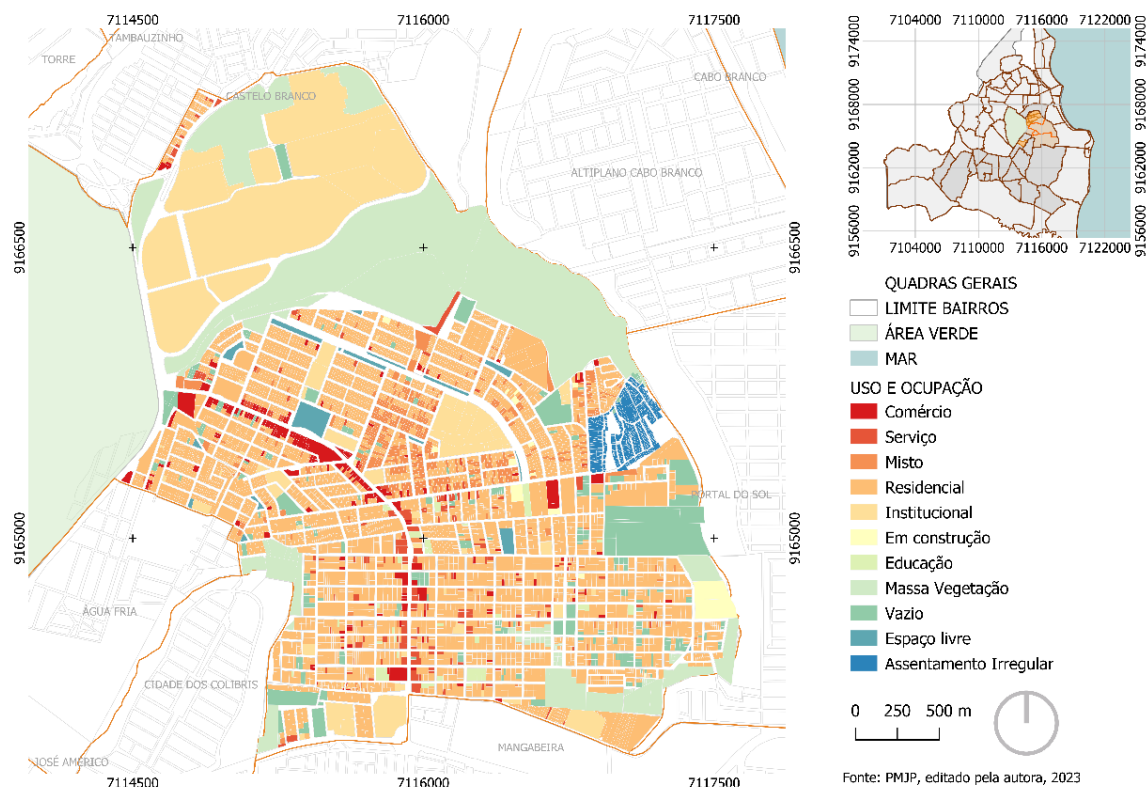 7114500 7116000 7117500
TAMBAUZINHO
TORRE
CABO BRANCO
CASTELO BRANCO
ALTIPLANO CABO BRANCO
9166500
9166500
PORTAL DO SOL
9165000
9165000
ÁGUA FRIA
CIDADE DOS COLIBRIS
MANGABEIRA
JOSÉ AMÉRICO
7114500 7116000 7117500
7104000 7110000 7116000 7122000
9174000
9168000
9162000
9156000
9174000
9168000
9162000
9156000
7104000 7110000 7116000 7122000
QUADRAS GERAIS
LIMITE BAIRROS
ÁREA VERDE
MAR
USO E OCUPAÇÃO
Comércio
Serviço
Misto
Residencial
Institucional
Em construção
Educação
Massa Vegetação
Vazio
Espaço livre
Assentamento Irregular
0 250 500 m
Fonte: PMJP, editado pela autora, 2023